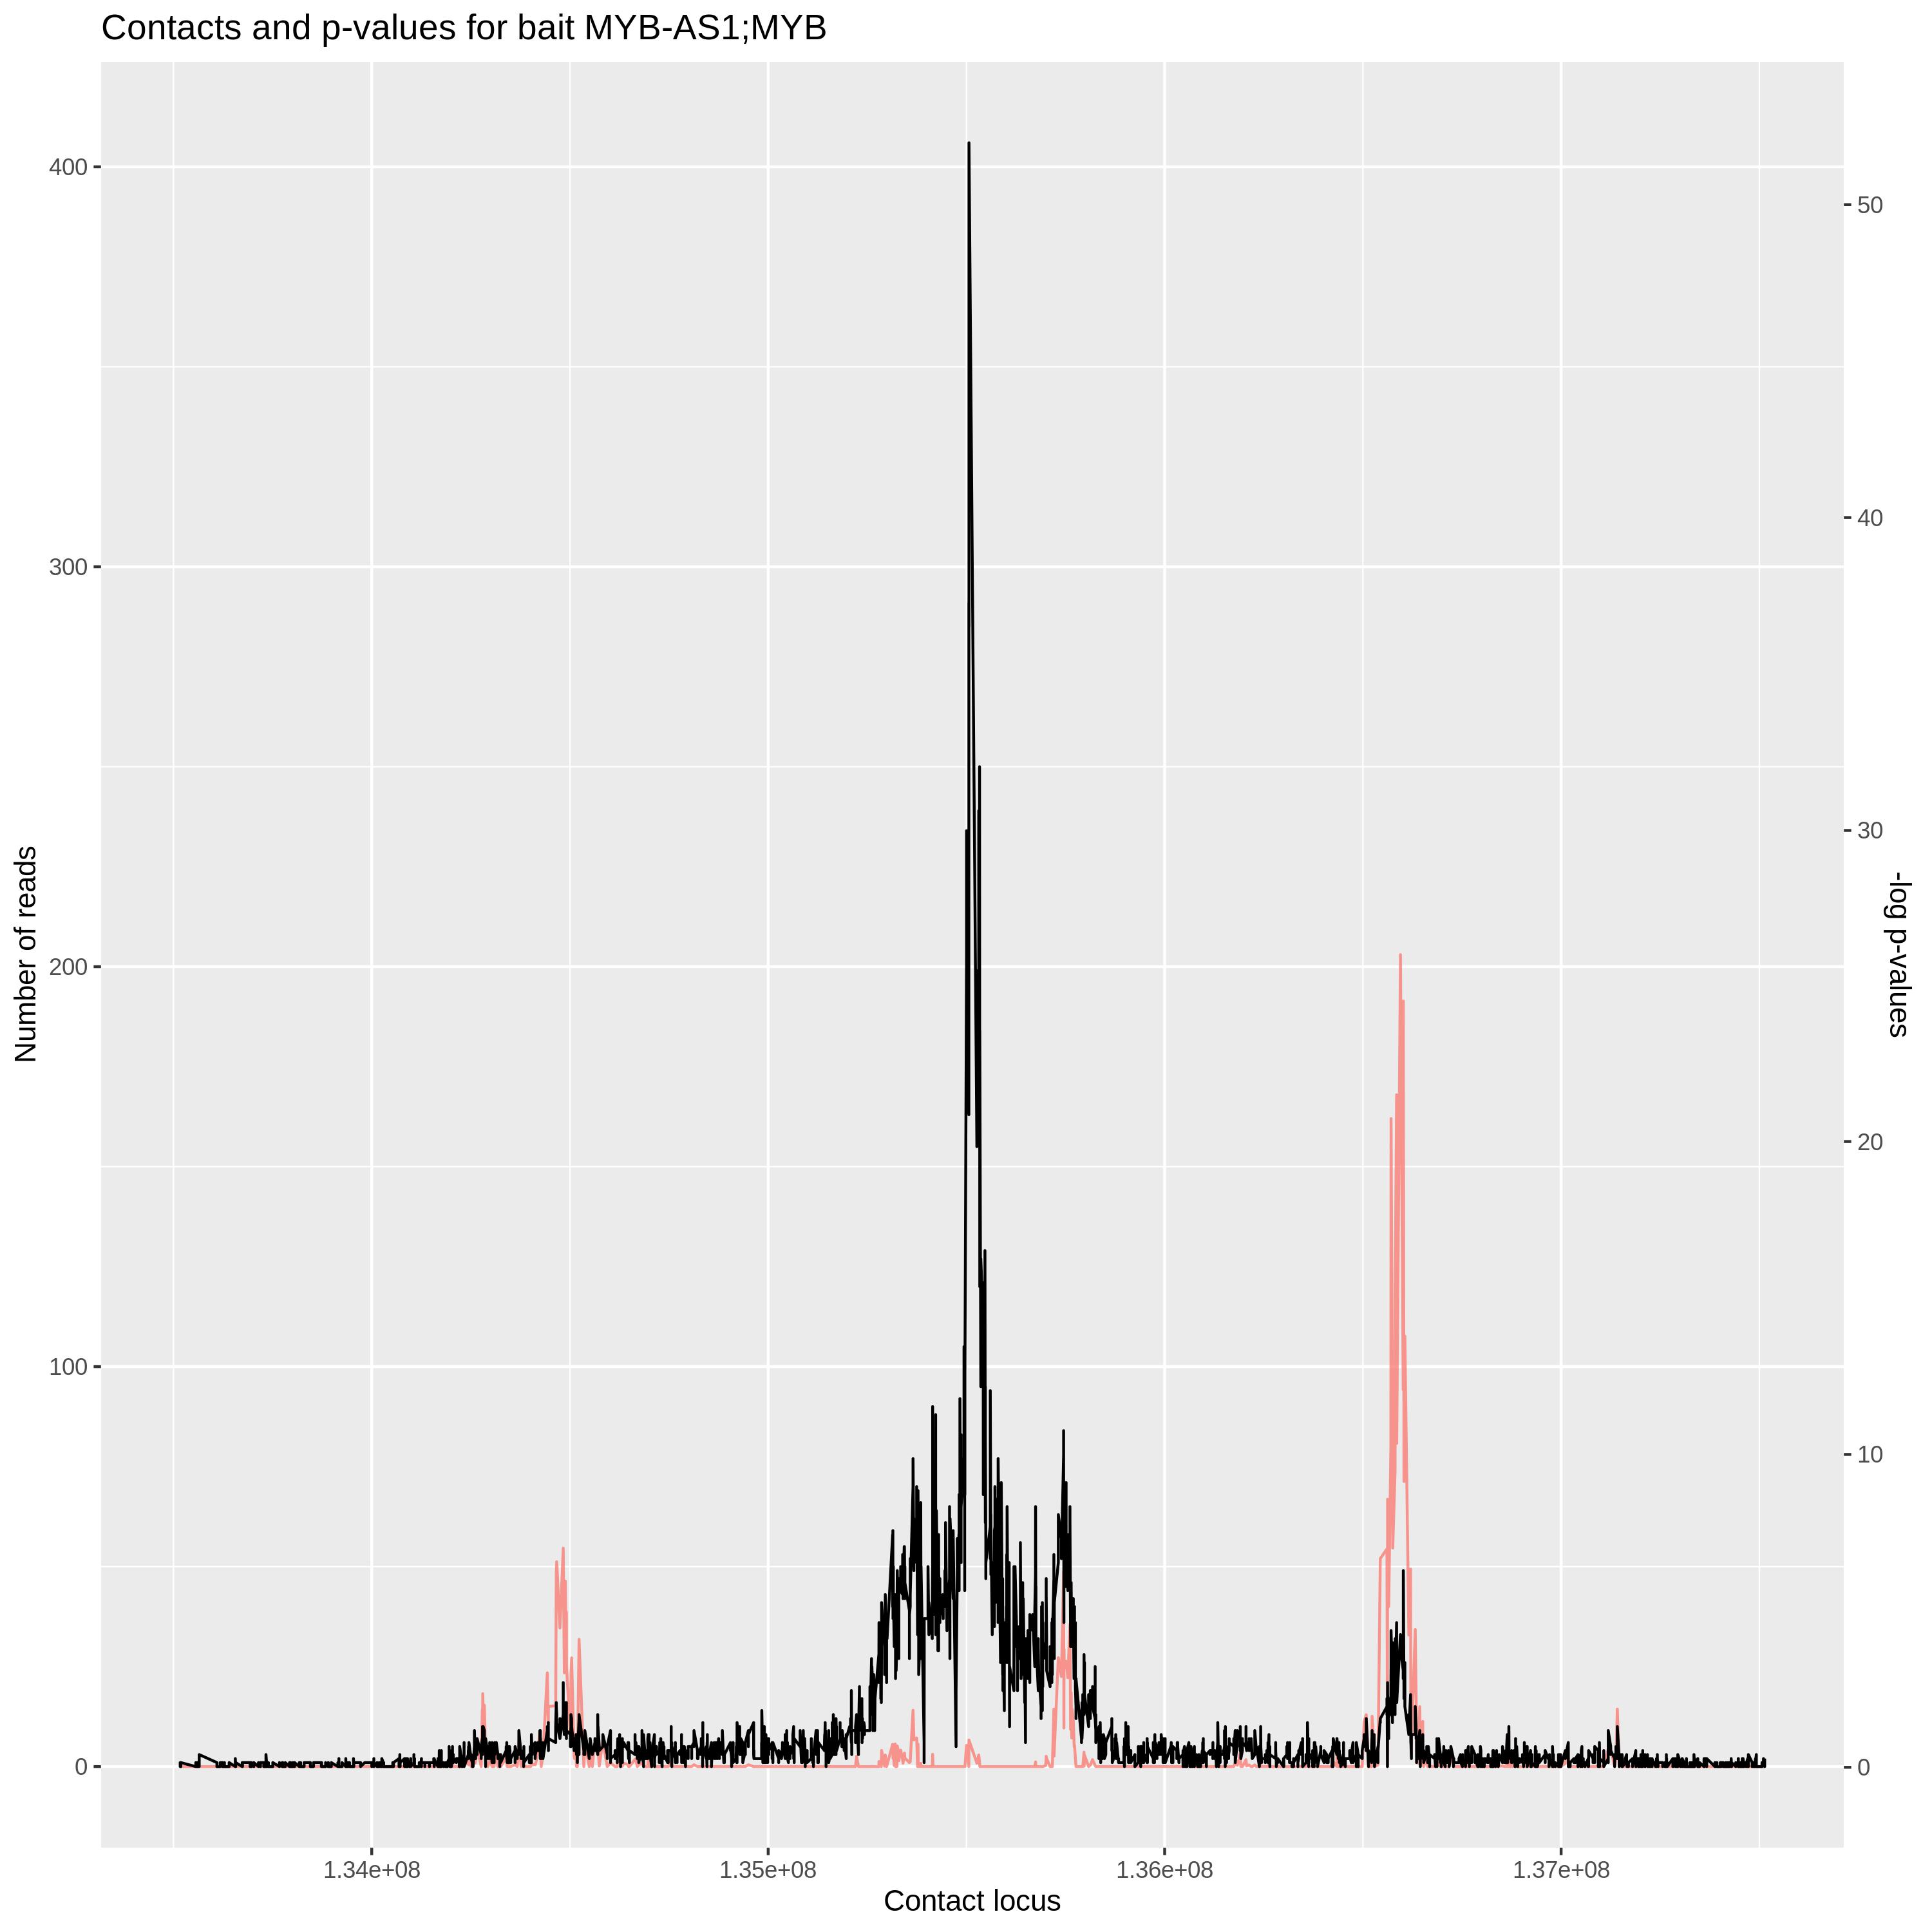 Contacts and p-values for bait MYB-AS1;MYB
400
300
200
100
0
Number of reads
50
40
30
20
10
0
-log p-values
1.34e+08 1.35e+08 1.36e+08 1.37e+08
Contact locus